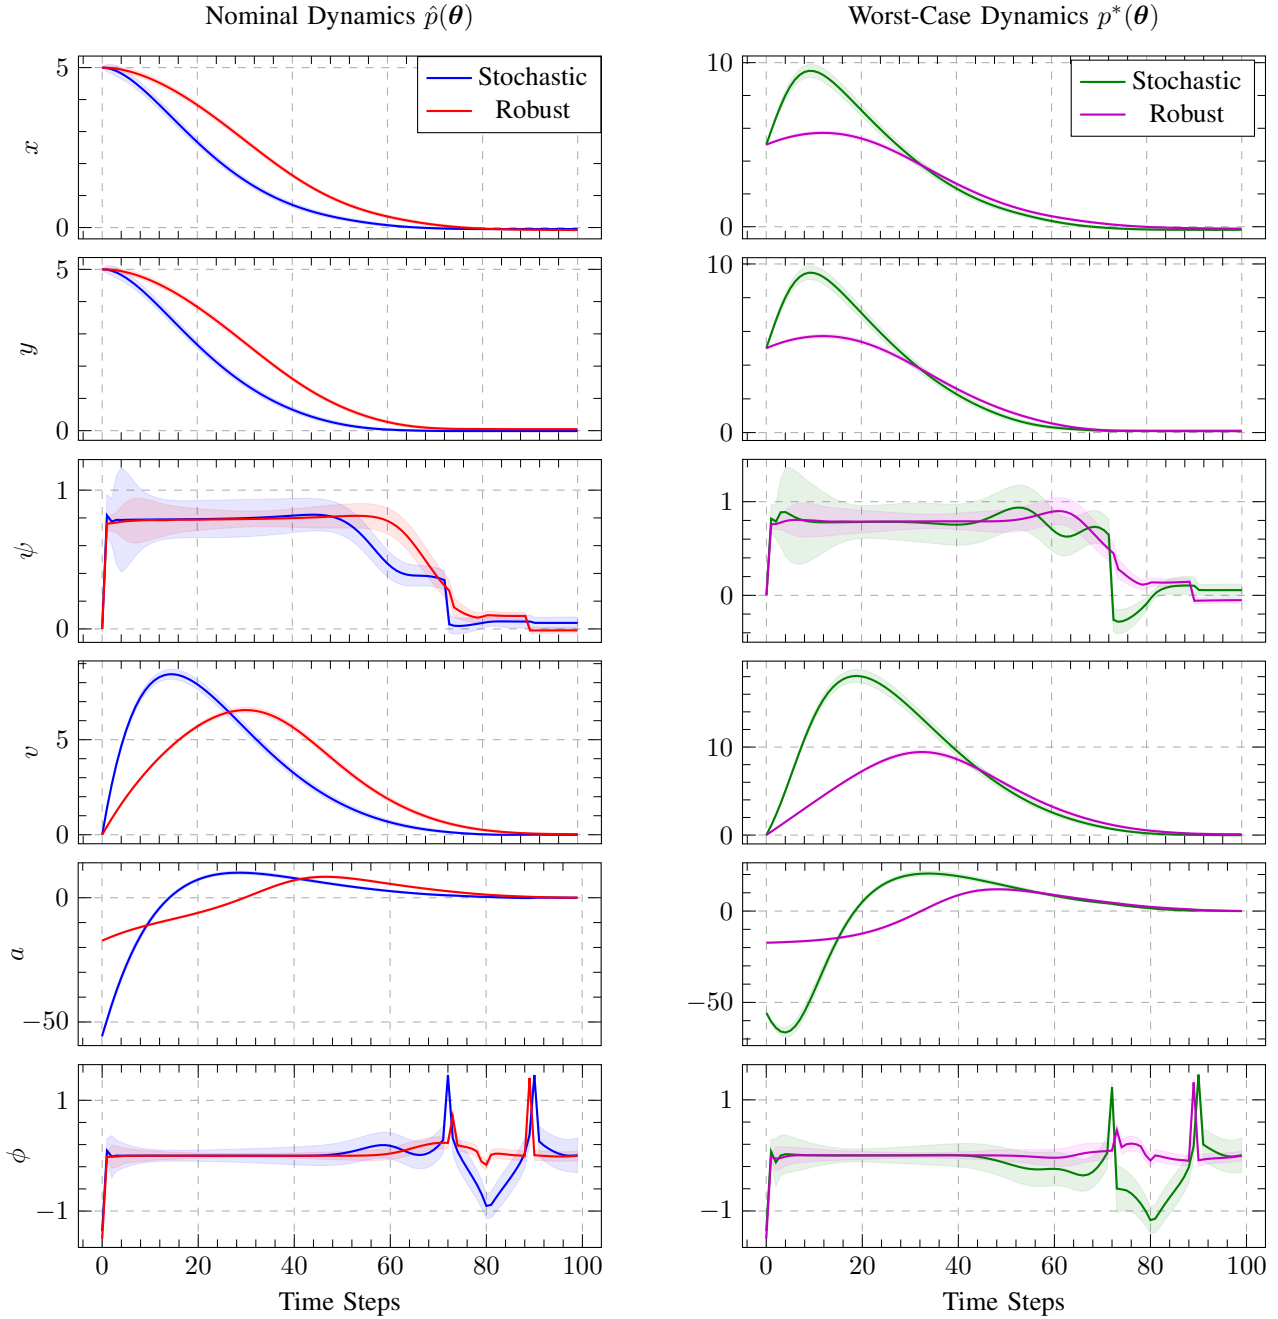 Nominal Dynamics p̂(θ)
Worst-Case Dynamics p*(θ)
5
0
x
Stochastic
Robust
10
0
Stochastic
Robust
5
0
y
10
0
1
0
ψ
1
0
5
0
v
10
0
0
−50
a
0
−50
1
−1
ϕ
1
−1
0 20 40 60 80 100
Time Steps
0 20 40 60 80 100
Time Steps